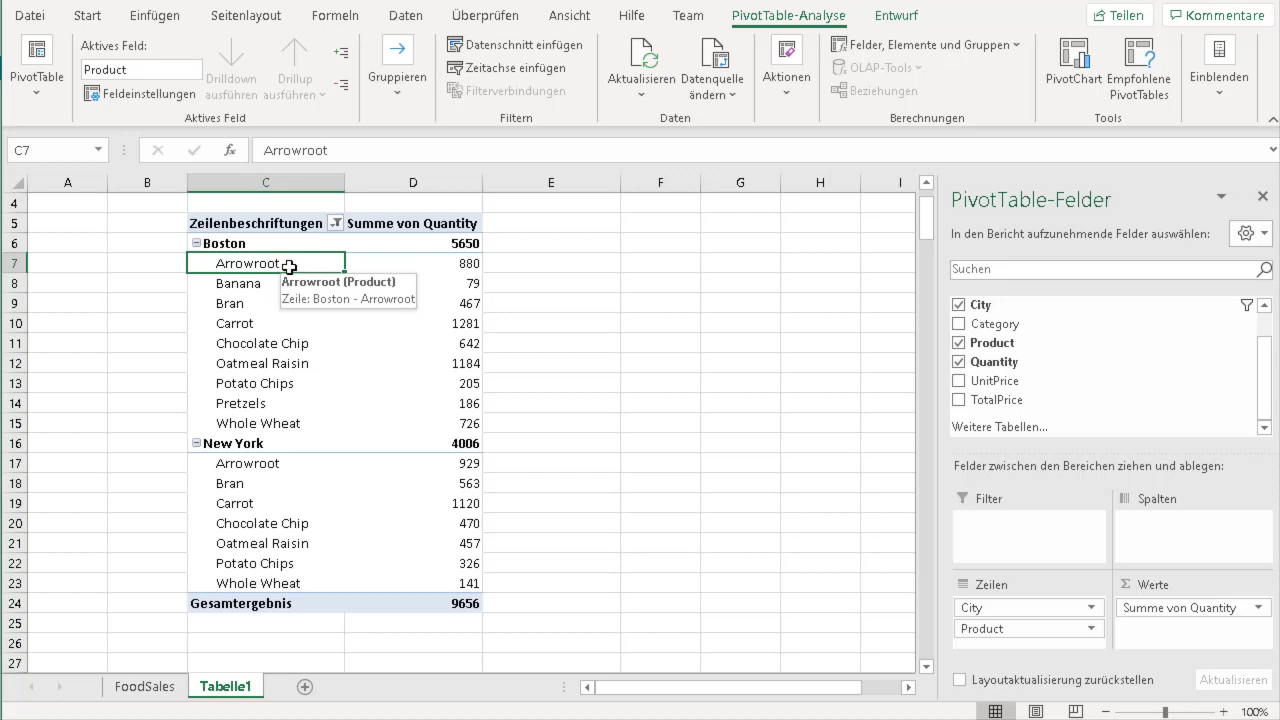 Datei Start Einfügen Seitenlayout Formeln Daten Überprüfen Ansicht Hilfe Team PivotTable-Analyse Entwurf Teilen Kommentare
PivotTable
Aktives Feld:
Product
Feldeinstellungen
Drilldown ausführen
Drillup ausführen
Aktives Feld
Gruppieren
Datenschnitt einfügen
Zeitachse einfügen
Filterverbindungen
Filtern
Aktualisieren
Datenquelle ändern
Daten
Aktionen
Felder, Elemente und Gruppen
OLAP-Tools
Beziehungen
Berechnungen
PivotChart
Empfohlene PivotTables
Tools
Einblenden
C7 fx Arrowroot
A B C D E F G H I
4
5 Zeilenbeschriftungen Summe von Quantity
6 Boston 5650
7 Arrowroot 880
8 Banana 79
9 Bran 467
10 Carrot 1281
11 Chocolate Chip 642
12 Oatmeal Raisin 1184
13 Potato Chips 205
14 Pretzels 186
15 Whole Wheat 726
16 New York 4006
17 Arrowroot 929
18 Bran 563
19 Carrot 1120
20 Chocolate Chip 470
21 Oatmeal Raisin 457
22 Potato Chips 326
23 Whole Wheat 141
24 Gesamtergebnis 9656
25
26
27
Arrowroot (Product)
Zeile: Boston - Arrowroot
PivotTable-Felder
In den Bericht aufzunehmende Felder auswählen:
Suchen
City
Category
Product
Quantity
UnitPrice
TotalPrice
Weitere Tabellen...
Felder zwischen den Bereichen ziehen und ablegen:
Filter
Spalten
Zeilen
City
Product
Σ Werte
Summe von Quantity
Layoutaktualisierung zurückstellen Aktualisieren
FoodSales Tabelle1
100%